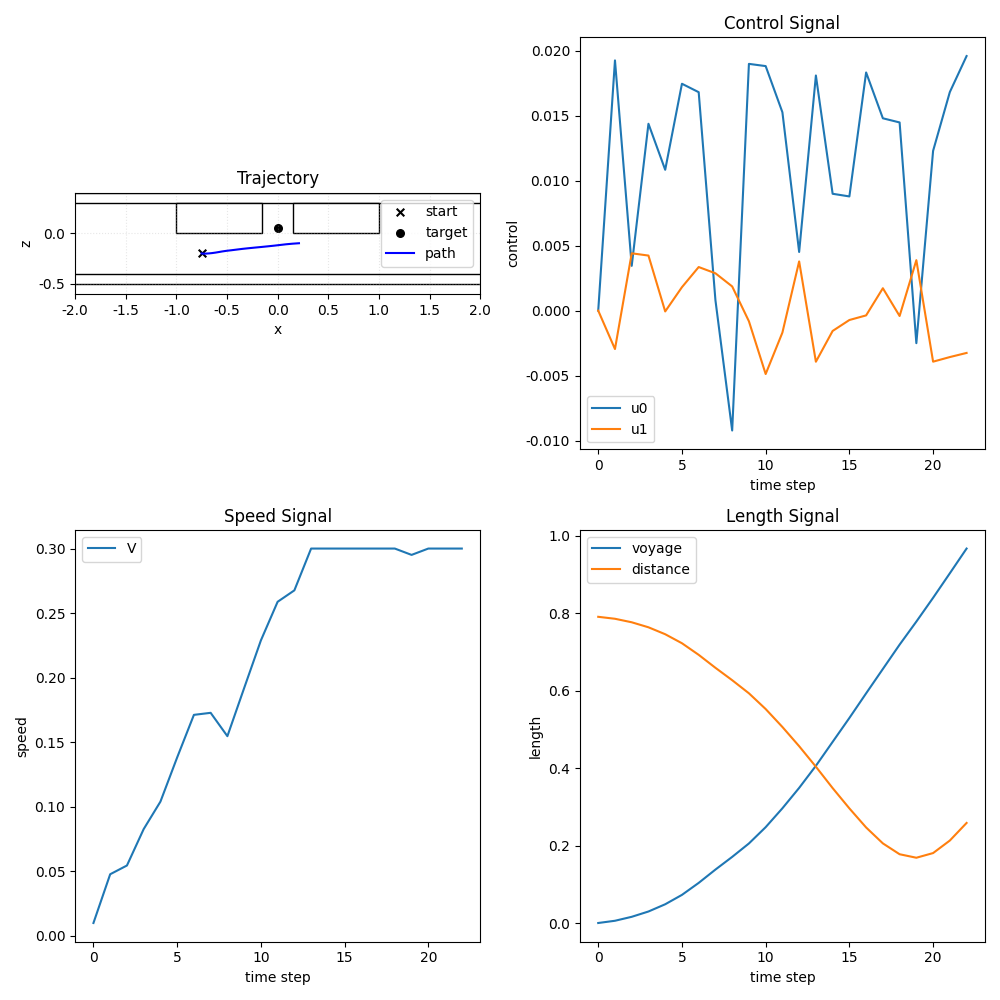 Trajectory
z
0.0
-0.5
-2.0 -1.5 -1.0 -0.5 0.0 0.5 1.0 1.5 2.0
x
start
target
path
Control Signal
control
0.020
0.015
0.010
0.005
0.000
-0.005
-0.010
u0
u1
0 5 10 15 20
time step
Speed Signal
speed
0.30
0.25
0.20
0.15
0.10
0.05
0.00
V
0 5 10 15 20
time step
Length Signal
length
1.0
0.8
0.6
0.4
0.2
0.0
voyage
distance
0 5 10 15 20
time step